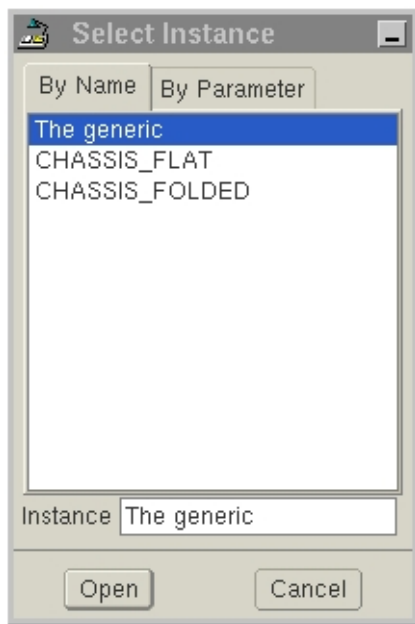 Select Instance
By Name By Parameter
The generic
CHASSIS_FLAT
CHASSIS_FOLDED
Instance The generic
Open Cancel